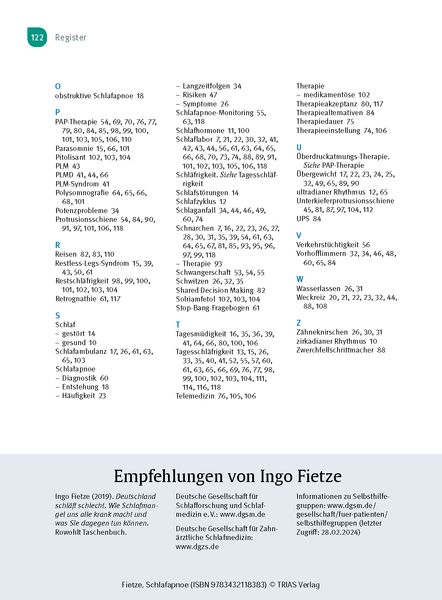 122
Register
O
obstruktive Schlafapnoe 18
P
PAP-Therapie 54, 69, 70, 76, 77,
79, 80, 84, 85, 98, 99, 100,
101, 103, 105, 106, 110
Parasomnie 15, 66, 101
Pitolisant 102, 103, 104
PLM 43
PLMD 41, 44, 66
PLM-Syndrom 41
Polysomnografie 64, 65, 66,
68, 101
Potenzprobleme 34
Protrusionsschiene 54, 84, 90,
91, 97, 101, 106, 118
R
Reisen 82, 83, 110
Restless-Legs-Syndrom 15, 39,
43, 50, 61
Restschläfrigkeit 98, 99, 100,
101, 102, 103, 104
Retrognathie 61, 117
S
Schlaf
– gestört 14
– gesund 10
Schlafambulanz 17, 26, 61, 63,
65, 103
Schlafapnoe
– Diagnostik 60
– Entstehung 18
– Häufigkeit 23
– Langzeitfolgen 34
– Risiken 47
– Symptome 26
Schlafapnoe-Monitoring 55,
63, 118
Schlafhormone 11, 100
Schlaflabor 7, 21, 22, 30, 32, 41,
42, 43, 44, 56, 61, 63, 64, 65,
66, 68, 70, 73, 74, 88, 89, 91,
101, 102, 103, 105, 106, 118
Schläfrigkeit. Siehe Tagesschläf-
rigkeit
Schlafstörungen 14
Schlafzyklus 12
Schlaganfall 34, 44, 46, 49,
60, 74
Schnarchen 7, 16, 22, 23, 26, 27,
28, 30, 31, 35, 39, 54, 61, 63,
64, 65, 67, 81, 85, 93, 95, 96,
97, 99, 118
– Therapie 93
Schwangerschaft 53, 54, 55
Schwitzen 26, 32, 35
Shared Decision Making 82
Solriamfetol 102, 103, 104
Stop-Bang-Fragebogen 61
T
Tagesmüdigkeit 16, 35, 36, 39,
41, 64, 66, 80, 100, 106
Tagesschläfrigkeit 13, 15, 26,
33, 35, 40, 41, 52, 55, 57, 60,
61, 63, 65, 66, 69, 76, 77, 98,
99, 100, 102, 103, 104, 111,
114, 116, 118
Telemedizin 76, 105, 106
Therapie
– medikamentöse 102
Therapieakzeptanz 80, 117
Therapiealternativen 84
Therapiedauer 75
Therapieeinstellung 74, 106
U
Überdruckatmungs-Therapie.
Siehe PAP-Therapie
Übergewicht 17, 22, 23, 24, 25,
32, 49, 65, 89, 90
ultradianer Rhythmus 12, 65
Unterkieferprotrusionsschiene
45, 81, 87, 97, 104, 112
UPS 84
V
Verkehrstüchtigkeit 56
Vorhofflimmern 32, 34, 46, 48,
60, 65, 84
W
Wasserlassen 26, 31
Weckreiz 20, 21, 22, 23, 32, 44,
88, 108
Z
Zähneknirschen 26, 30, 31
zirkadianer Rhythmus 10
Zwerchfellschrittmacher 88
Empfehlungen von Ingo Fietze
Ingo Fietze (2019). Deutschland
schläft schlecht. Wie Schlafman-
gel uns alle krank macht und
was Sie dagegen tun können.
Rowohlt Taschenbuch.
Deutsche Gesellschaft für
Schlafforschung und Schlaf-
medizin e.V.: www.dgsm.de
Deutsche Gesellschaft für Zahn-
ärztliche Schlafmedizin:
www.dgzs.de
Informationen zu Selbsthilfe-
gruppen: www.dgsm.de/
gesellschaft/fuer-patienten/
selbsthilfegruppen (letzter
Zugriff: 28.02.2024)
Fietze, Schlafapnoe (ISBN 9783432118383) © TRIAS Verlag